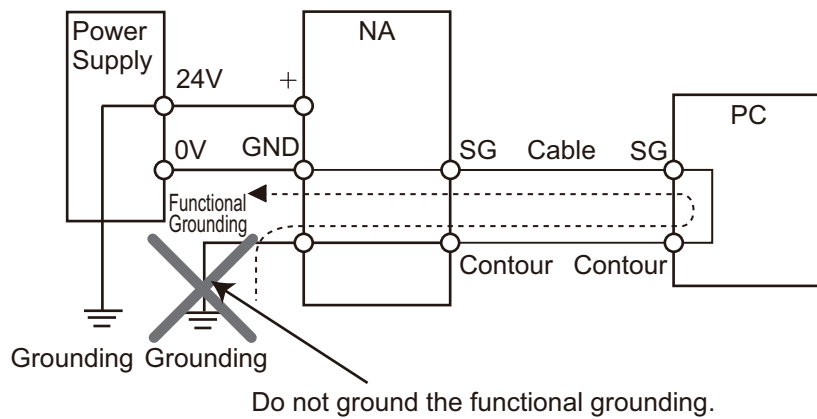 Power
Supply
NA
PC
24V
+
0V
GND
SG
Cable
SG
Functional
Grounding
Contour
Contour
Grounding
Grounding
Do not ground the functional grounding.